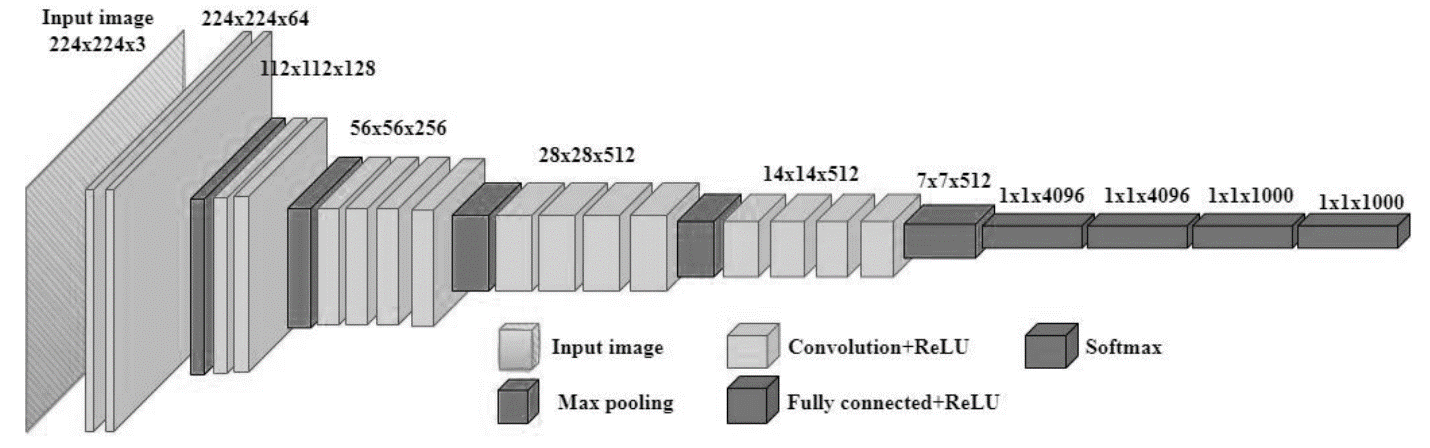 Input image
224x224x3
224x224x64
112x112x128
56x56x256
28x28x512
14x14x512
7x7x512
1x1x4096
1x1x4096
1x1x1000
1x1x1000
Input image
Convolution+ReLU
Softmax
Max pooling
Fully connected+ReLU